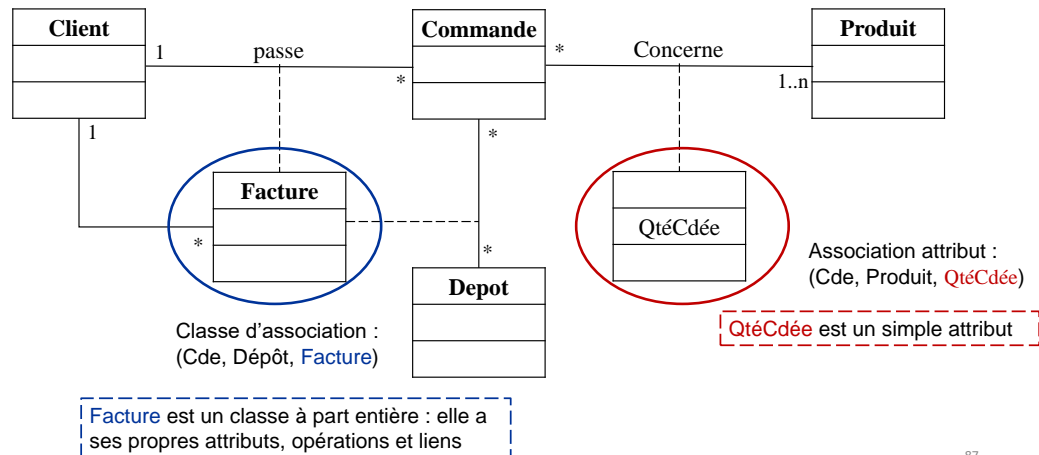 Client
Commande
Produit
1
passe
*
*
Concerne
1..n
1
*
Facture
*
*
QtéCdée
Depot
Association attribut :
(Cde, Produit, QtéCdée)
QtéCdée est un simple attribut
Classe d’association :
(Cde, Dépôt, Facture)
Facture est un classe à part entière : elle a
ses propres attributs, opérations et liens
87